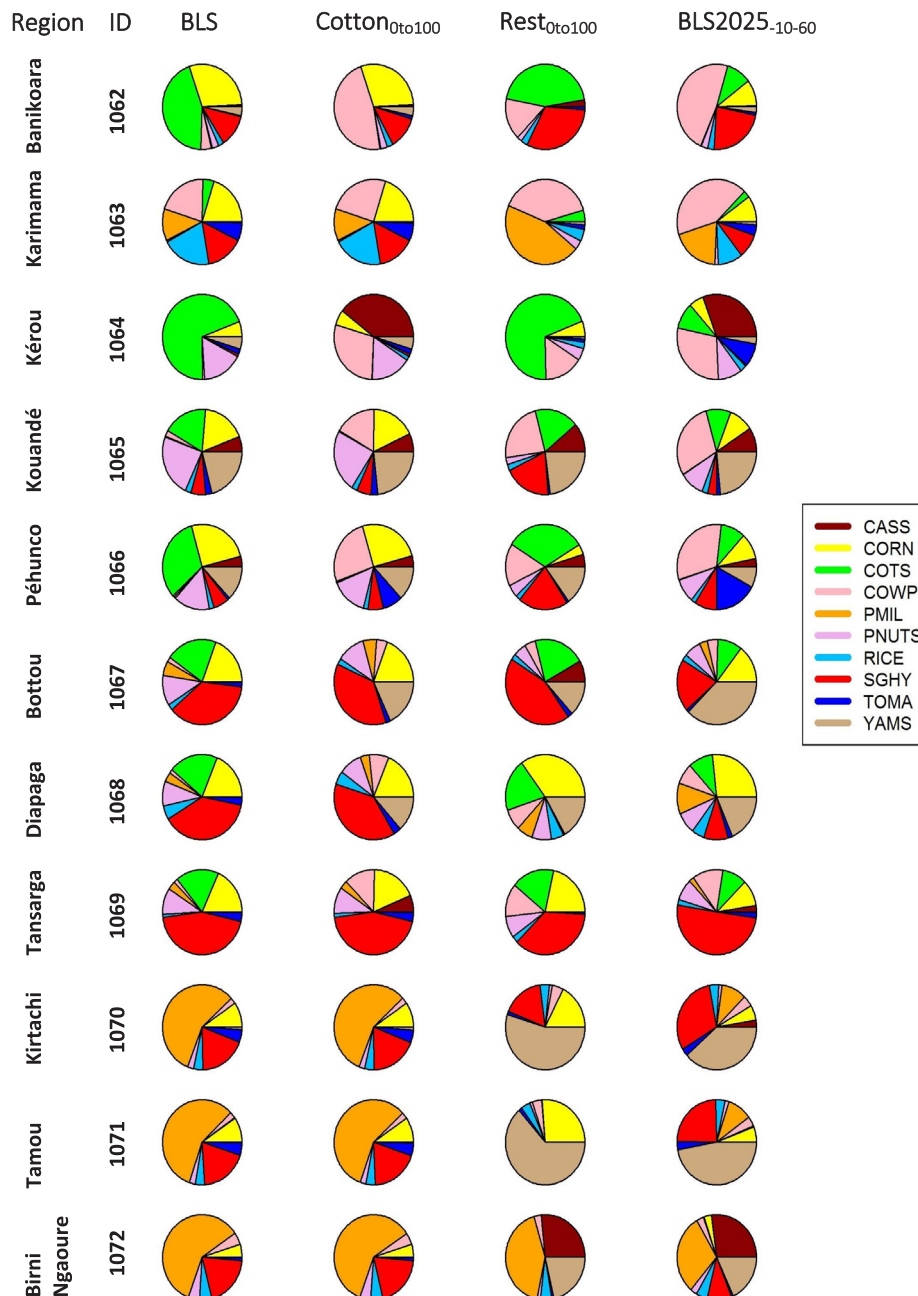 Region ID BLS Cotton0to100 Rest0to100 BLS2025-10-60
Banikoara 1062
Karimama 1063
Kérou 1064
Kouandé 1065
Péhunco 1066
Bottou 1067
Diapaga 1068
Tansarga 1069
Kirtachi 1070
Tamou 1071
Birni
Ngaoure 1072
CASS
CORN
COTS
COWP
PMIL
PNUTS
RICE
SGHY
TOMA
YAMS